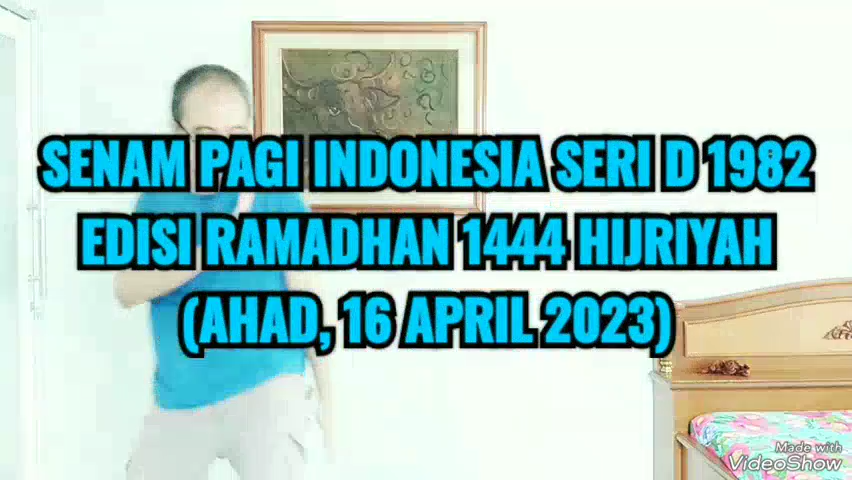 SENAM PAGI INDONESIA SERI D 1982
EDISI RAMADHAN 1444 HIJRIYAH
(AHAD, 16 APRIL 2023)
Made with
VideoShow